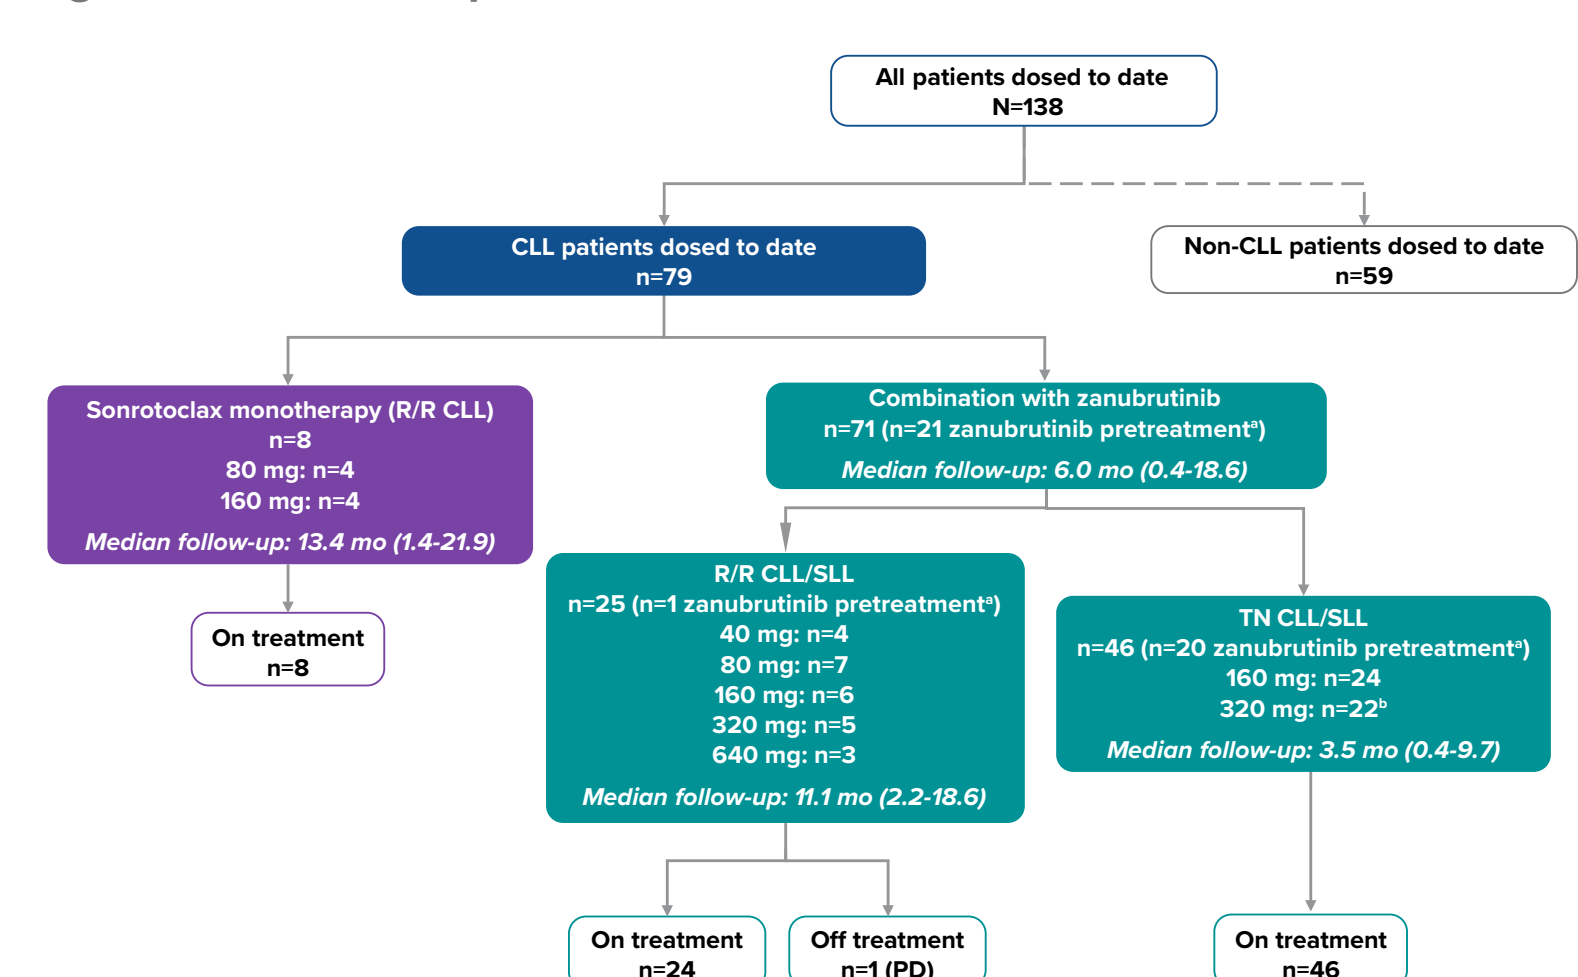 All patients dosed to date
N=138
CLL patients dosed to date
n=79
Non-CLL patients dosed to date
n=59
Sonrotoclax monotherapy (R/R CLL)
n=8
80 mg: n=4
160 mg: n=4
Median follow-up: 13.4 mo (1.4-21.9)
Combination with zanubrutinib
n=71 (n=21 zanubrutinib pretreatmentᵃ)
Median follow-up: 6.0 mo (0.4-18.6)
On treatment
n=8
R/R CLL/SLL
n=25 (n=1 zanubrutinib pretreatmentᵃ)
40 mg: n=4
80 mg: n=7
160 mg: n=6
320 mg: n=5
640 mg: n=3
Median follow-up: 11.1 mo (2.2-18.6)
TN CLL/SLL
n=46 (n=20 zanubrutinib pretreatmentᵃ)
160 mg: n=24
320 mg: n=22ᵇ
Median follow-up: 3.5 mo (0.4-9.7)
On treatment
n=24
Off treatment
n=1 (PD)
On treatment
n=46